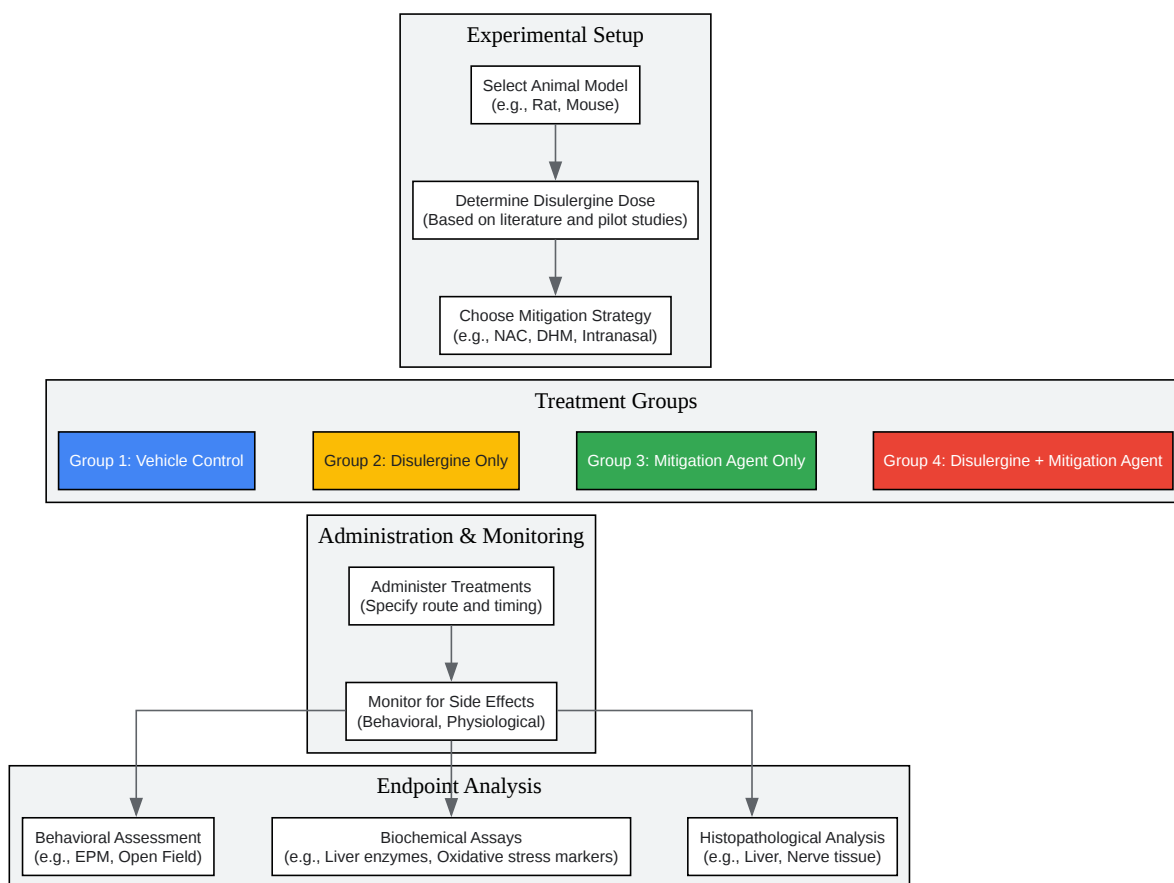 Experimental Setup
Select Animal Model
(e.g., Rat, Mouse)
Determine Disulergine Dose
(Based on literature and pilot studies)
Choose Mitigation Strategy
(e.g., NAC, DHM, Intranasal)
Treatment Groups
Group 1: Vehicle Control
Group 2: Disulergine Only
Group 3: Mitigation Agent Only
Group 4: Disulergine + Mitigation Agent
Administration & Monitoring
Administer Treatments
(Specify route and timing)
Monitor for Side Effects
(Behavioral, Physiological)
Endpoint Analysis
Behavioral Assessment
(e.g., EPM, Open Field)
Biochemical Assays
(e.g., Liver enzymes, Oxidative stress markers)
Histopathological Analysis
(e.g., Liver, Nerve tissue)